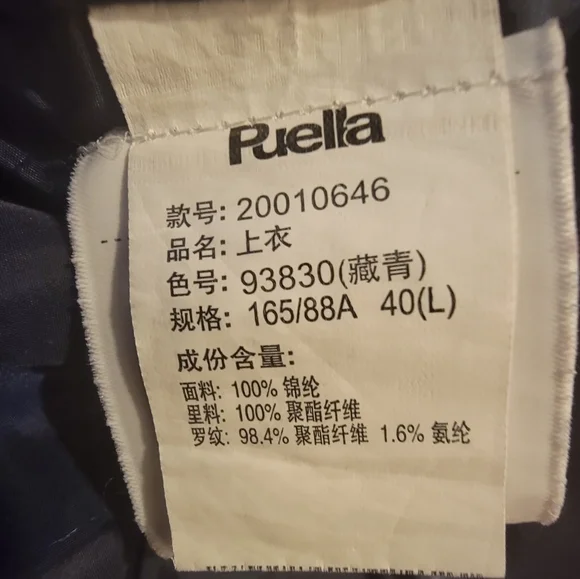 Puella
款号: 20010646
品名: 上衣
色号: 93830(藏青)
规格: 165/88A 40(L)
成份含量:
面料: 100% 锦纶
里料: 100% 聚酯纤维
罗纹: 98.4% 聚酯纤维 1.6% 氨纶